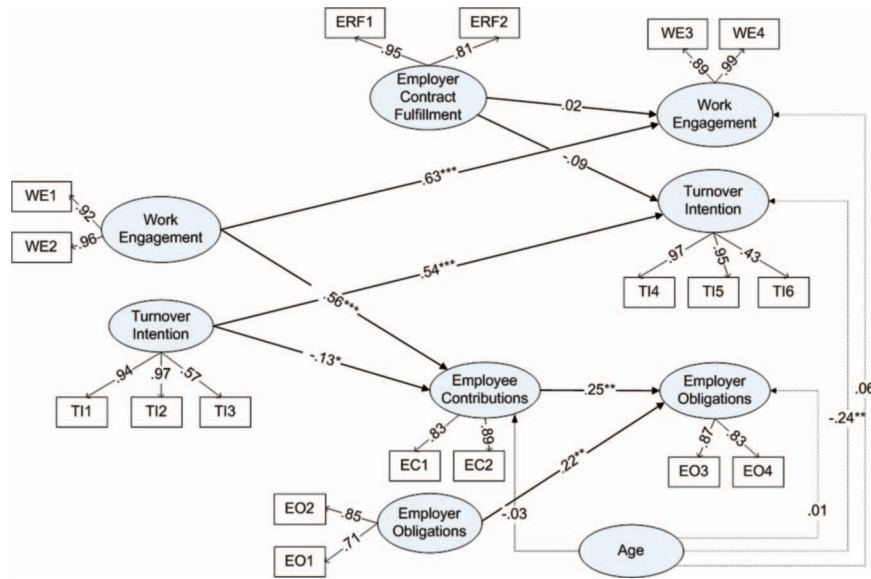 ERF1
ERF2
.95
.81
Employer
Contract
Fulfillment
WE3
WE4
.89
.99
Work
Engagement
.02
-.09
.63***
WE1
WE2
.92
.96
Work
Engagement
Turnover
Intention
.97
.95
.43
TI4
TI5
TI6
.54***
.56***
Turnover
Intention
-.13*
.94
.97
.57
TI1
TI2
TI3
Employee
Contributions
.25**
Employer
Obligations
.06
-.24**
.83
.89
EC1
EC2
.87
.83
EO3
EO4
.22**
EO2
EO1
.85
.71
Employer
Obligations
-.03
.01
Age